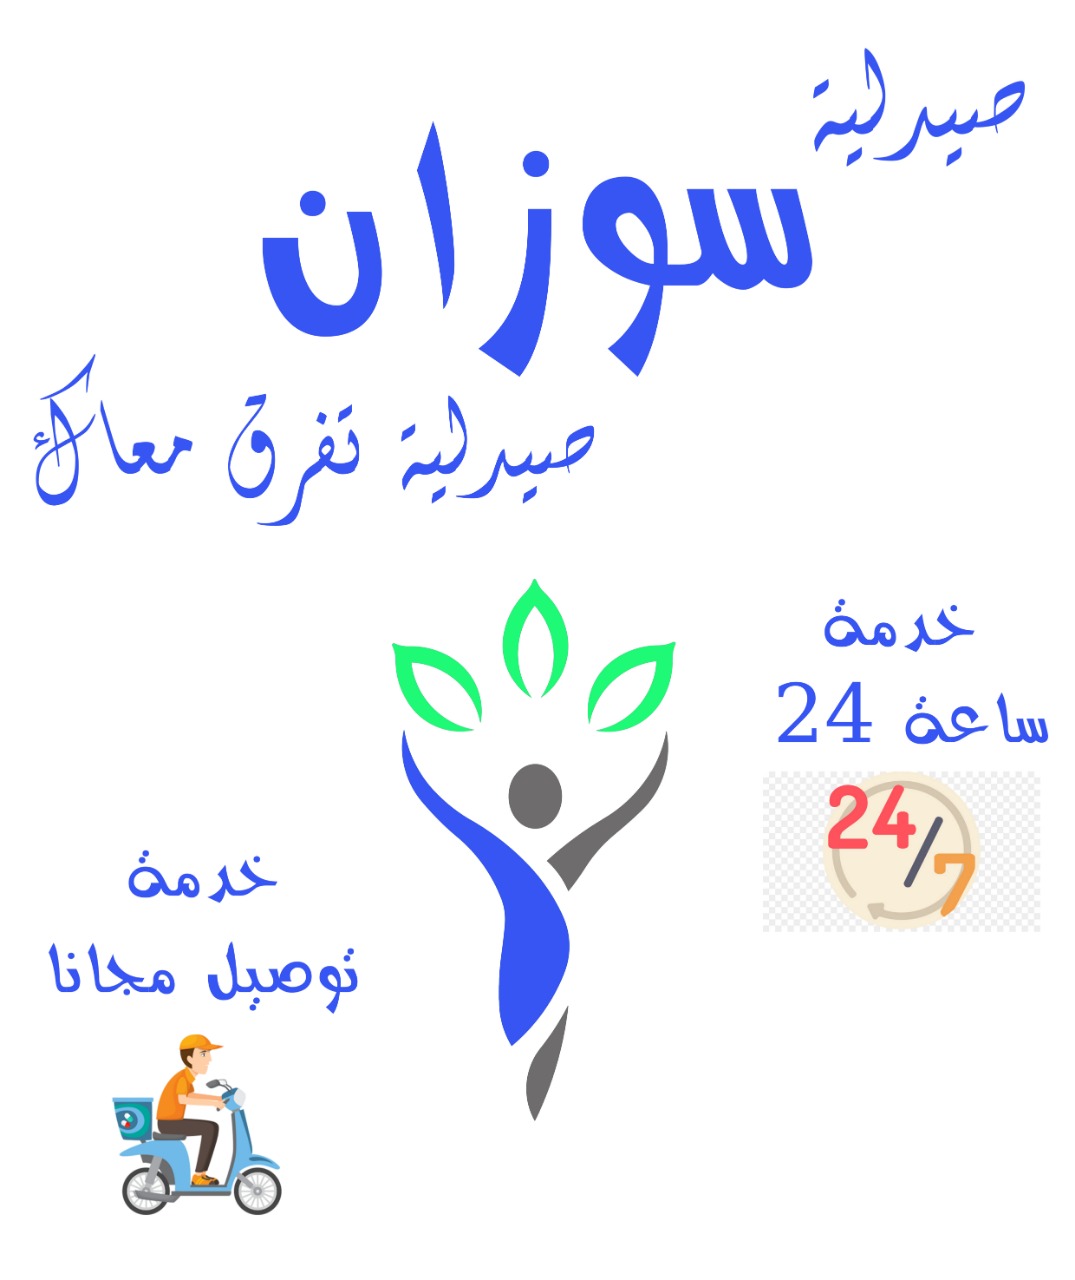 صيدلية
سوزان
صيدلية تفرق معاك
خدمة
24 ساعة
24/7
خدمة
توصيل مجانا